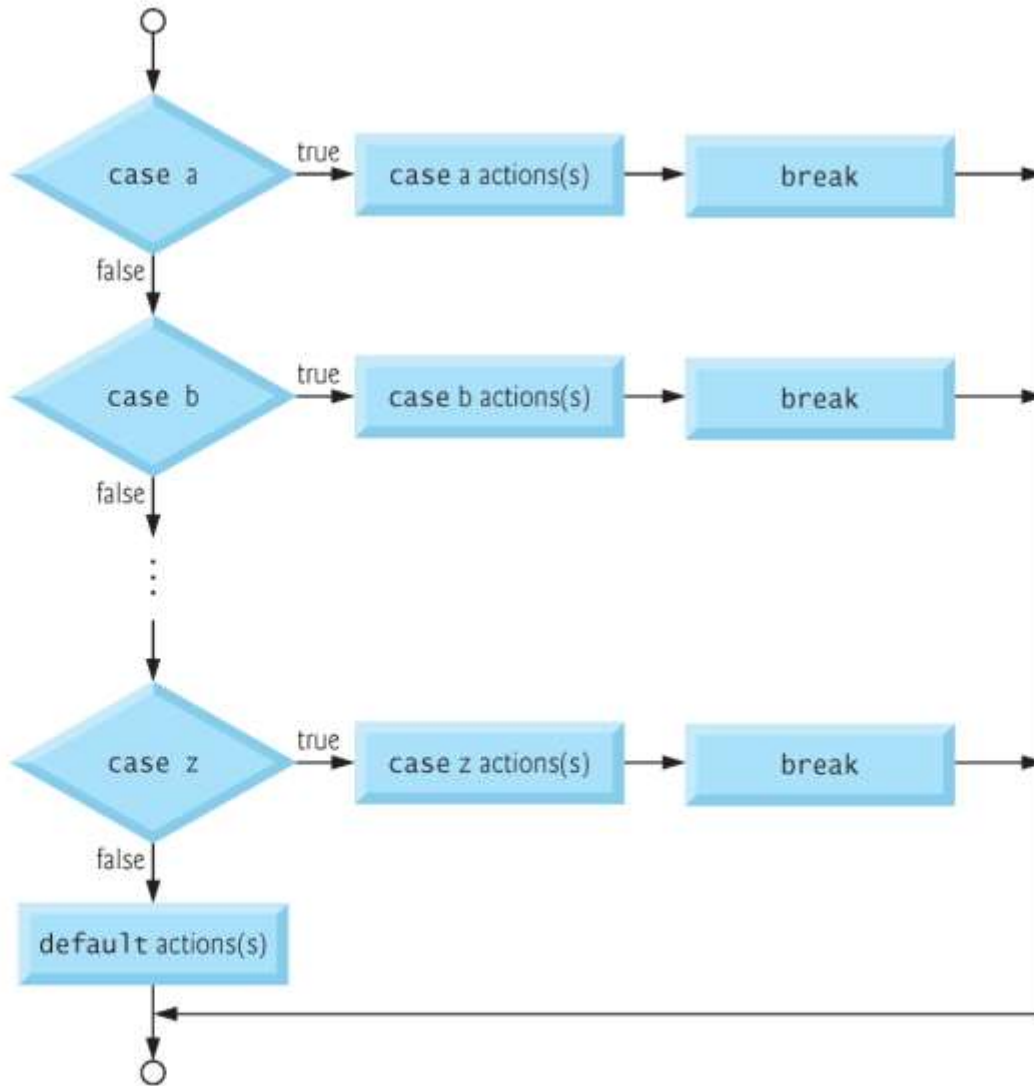 true
case a
case a actions(s)
break
false
true
case b
case b actions(s)
break
false
true
case z
case z actions(s)
break
false
default actions(s)